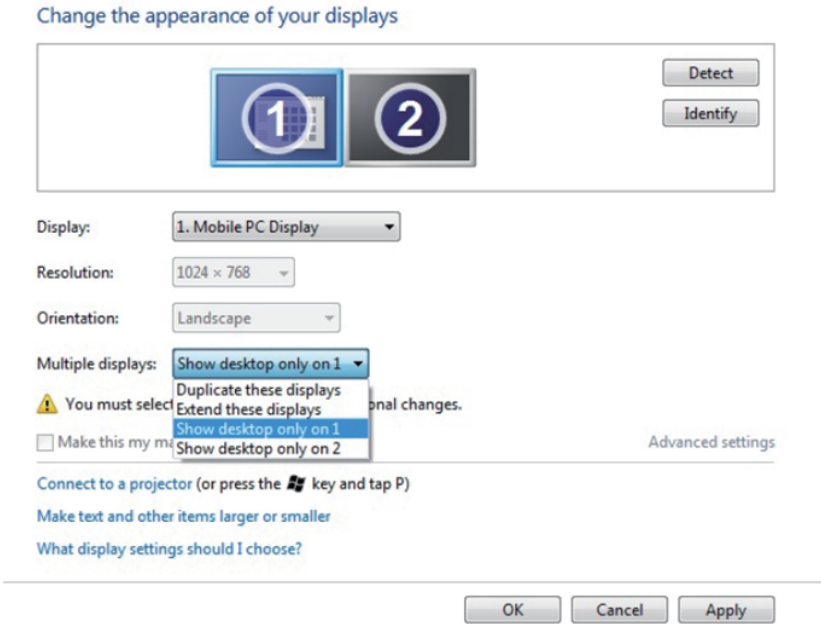 Change the appearance of your displays
1
2
Detect
Identify
Display: 1. Mobile PC Display
Resolution: 1024 × 768
Orientation: Landscape
Multiple displays: Show desktop only on 1
Duplicate these displays
Extend these displays
Show desktop only on 1
Show desktop only on 2
You must selec onal changes.
Make this my ma Advanced settings
Connect to a projector (or press the key and tap P)
Make text and other items larger or smaller
What display settings should I choose?
OK Cancel Apply